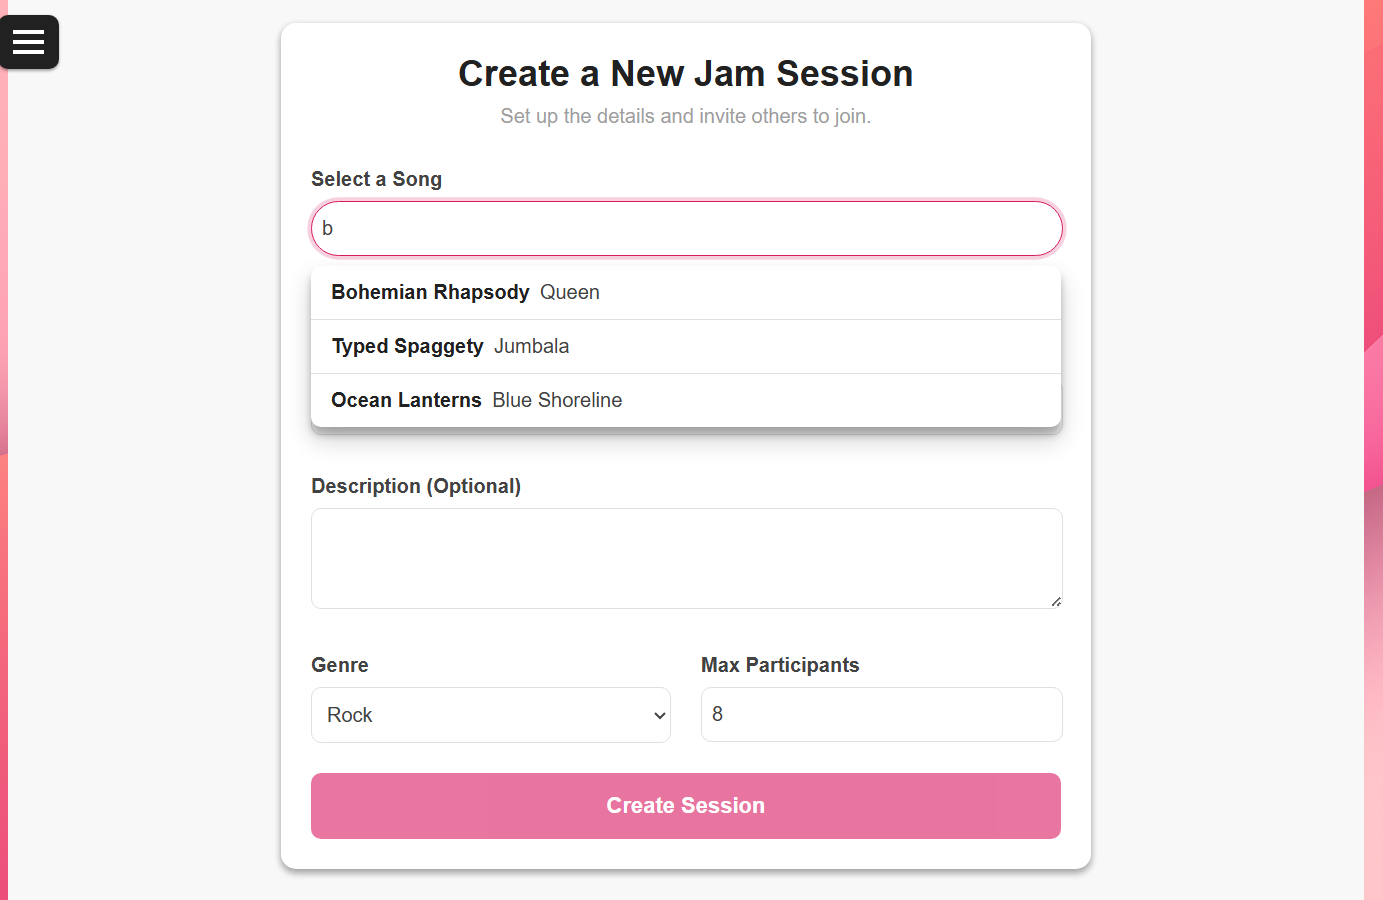 Create a New Jam Session
Set up the details and invite others to join.
Select a Song
b
Bohemian Rhapsody Queen
Typed Spaggety Jumbala
Ocean Lanterns Blue Shoreline
Description (Optional)
Genre
Max Participants
Rock
8
Create Session